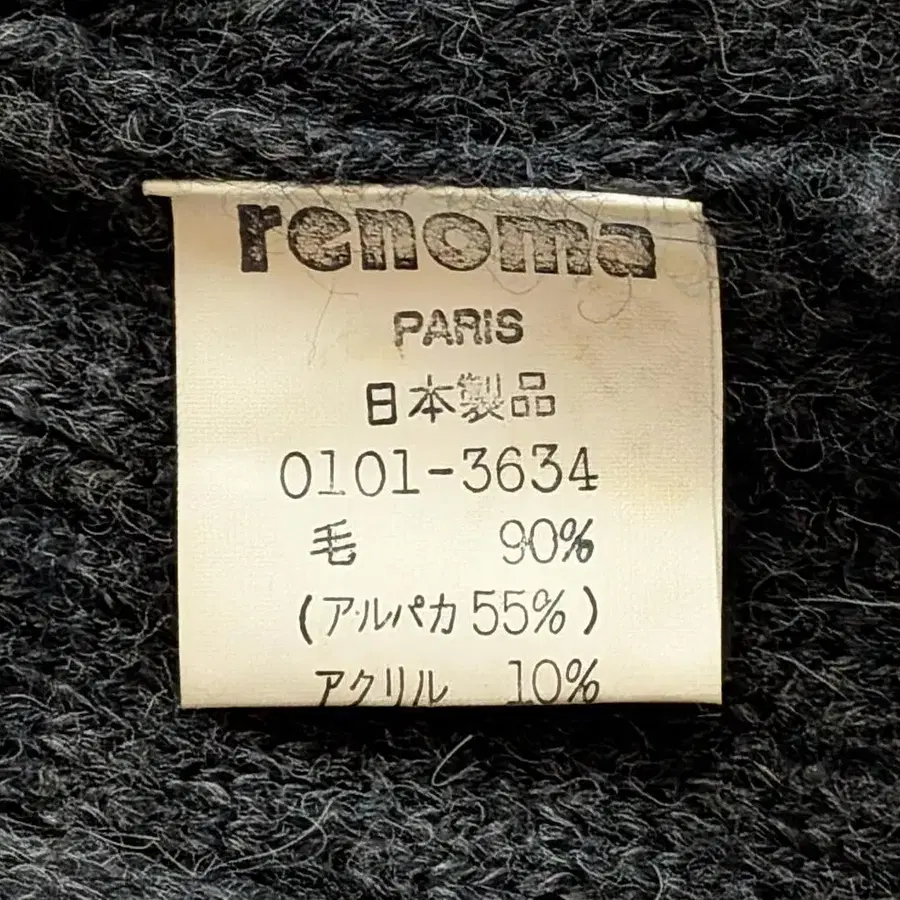 renoma
PARIS
日本製品
0101-3634
毛 90%
(アルパカ 55%)
アクリル 10%